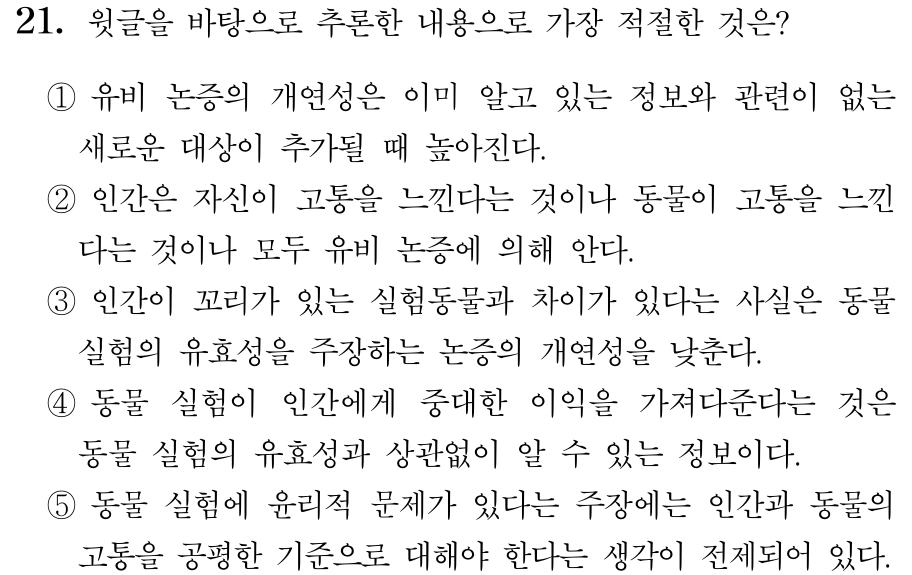 21. 윗글을 바탕으로 추론한 내용으로 가장 적절한 것은?
① 유비 논증의 개연성은 이미 알고 있는 정보와 관련이 없는
새로운 대상이 추가될 때 높아진다.
② 인간은 자신이 고통을 느낀다는 것이나 동물이 고통을 느낀
다는 것이나 모두 유비 논증에 의해 안다.
③ 인간이 꼬리가 있는 실험동물과 차이가 있다는 사실은 동물
실험의 유효성을 주장하는 논증의 개연성을 낮춘다.
④ 동물 실험이 인간에게 중대한 이익을 가져다준다는 것은
동물 실험의 유효성과 상관없이 알 수 있는 정보이다.
⑤ 동물 실험에 윤리적 문제가 있다는 주장에는 인간과 동물의
고통을 공평한 기준으로 대해야 한다는 생각이 전제되어 있다.